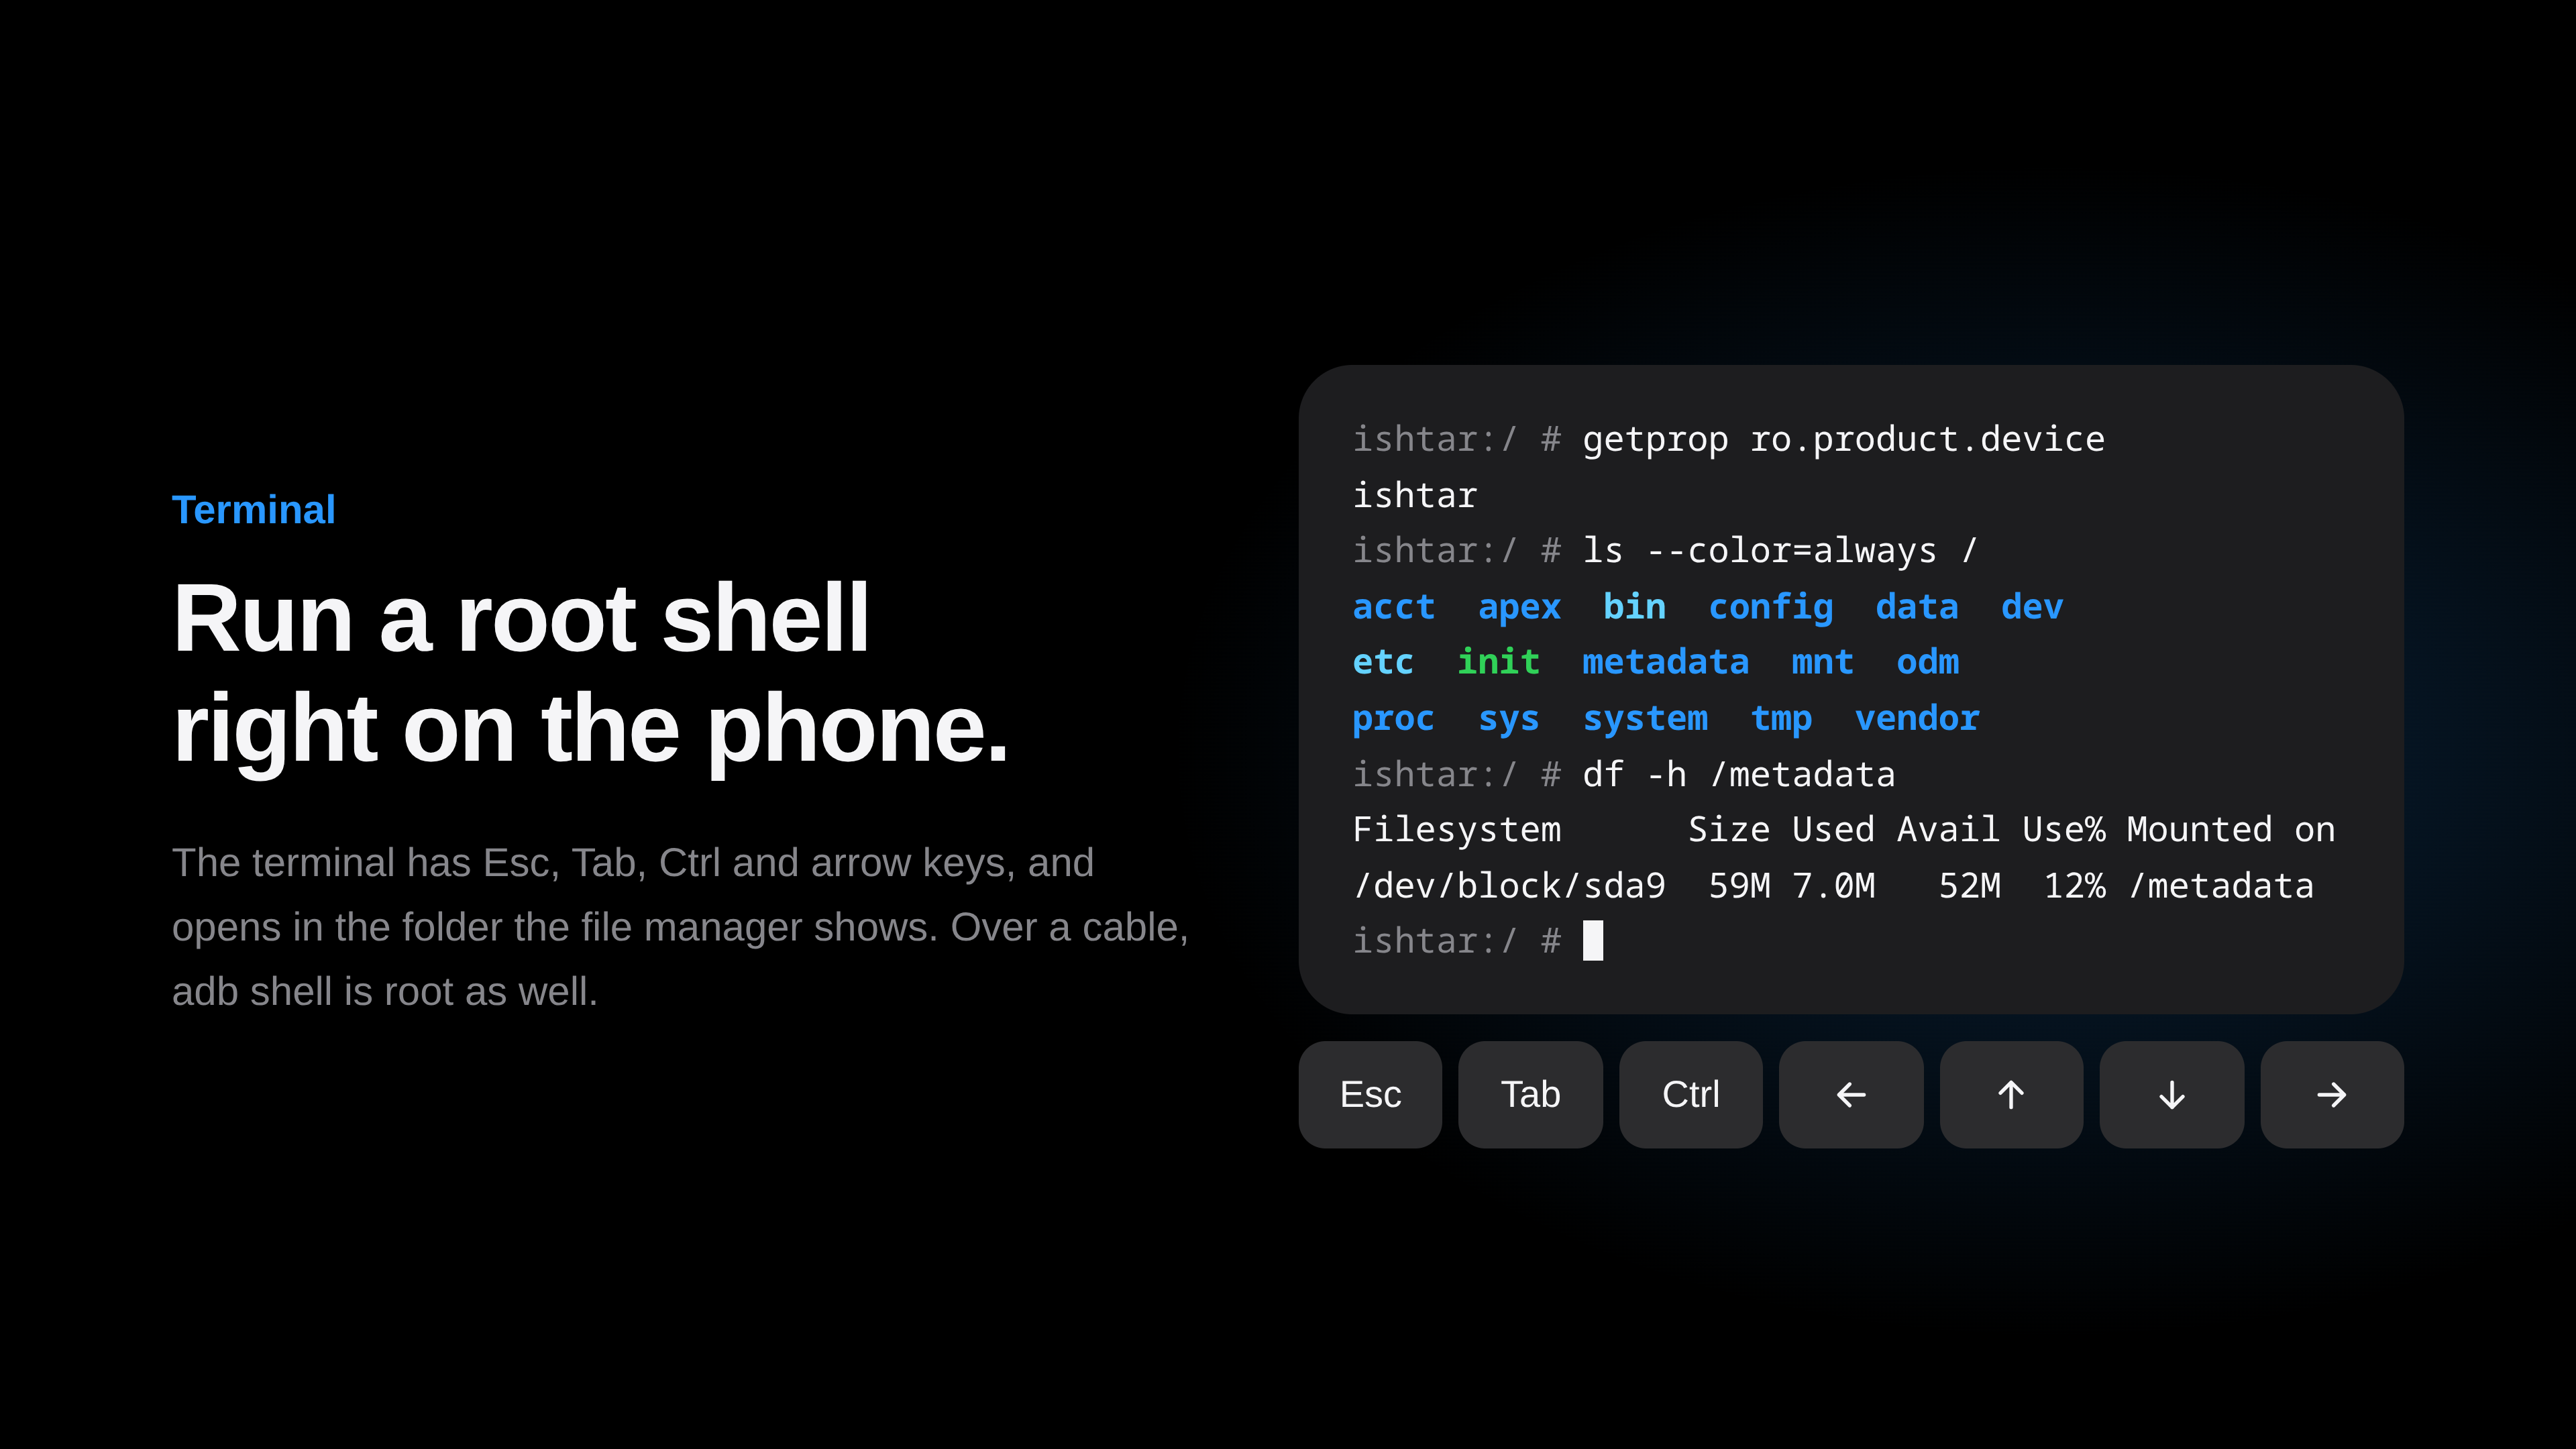 Terminal
Run a root shell
right on the phone.
The terminal has Esc, Tab, Ctrl and arrow keys, and
opens in the folder the file manager shows. Over a cable,
adb shell is root as well.
ishtar:/ # getprop ro.product.device
ishtar
ishtar:/ # ls --color=always /
acct  apex  bin  config  data  dev
etc  init  metadata  mnt  odm
proc  sys  system  tmp  vendor
ishtar:/ # df -h /metadata
Filesystem      Size Used Avail Use% Mounted on
/dev/block/sda9  59M 7.0M   52M  12% /metadata
ishtar:/ #
Esc Tab Ctrl ← ↑ ↓ →